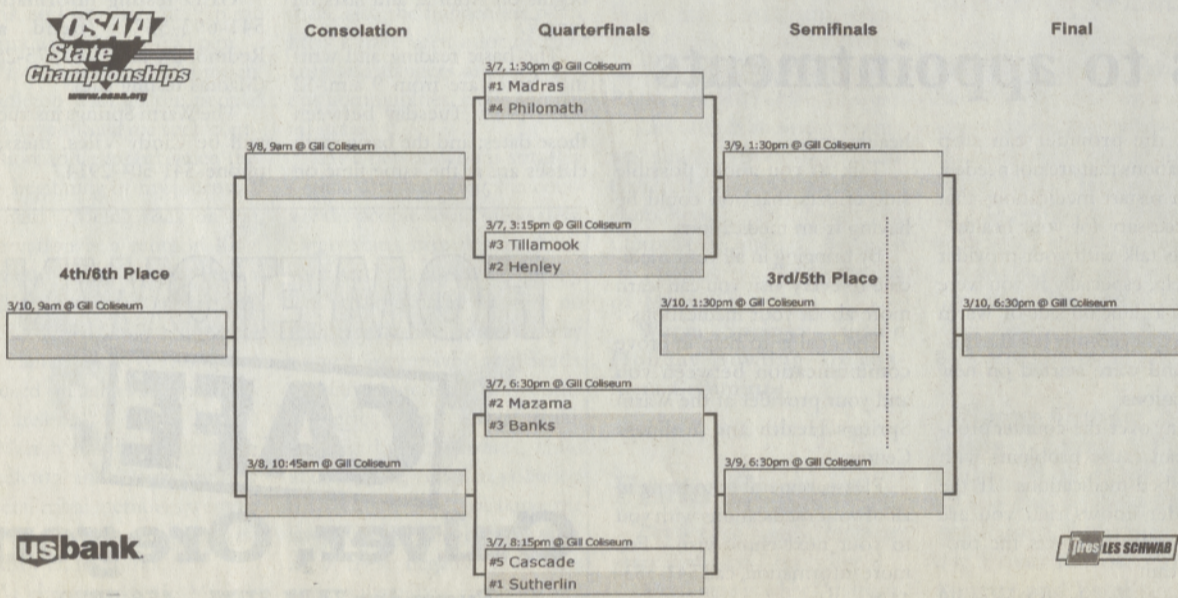 OSAA
State
Championships
www.osaa.org
Consolation
Quarterfinals
Semifinals
Final
3/7, 1:30pm @ Gill Coliseum
#1 Madras
#4 Philomath
3/8, 9am @ Gill Coliseum
3/9, 1:30pm @ Gill Coliseum
3/7, 3:15pm @ Gill Coliseum
#3 Tillamook
#2 Henley
4th/6th Place
3rd/5th Place
3/10, 9am @ Gill Coliseum
3/10, 1:30pm @ Gill Coliseum
3/10, 6:30pm @ Gill Coliseum
3/7, 6:30pm @ Gill Coliseum
#2 Mazama
#3 Banks
3/8, 10:45am @ Gill Coliseum
3/9, 6:30pm @ Gill Coliseum
3/7, 8:15pm @ Gill Coliseum
#5 Cascade
#1 Sutherlin
usbank.
Tires LES SCHWAB